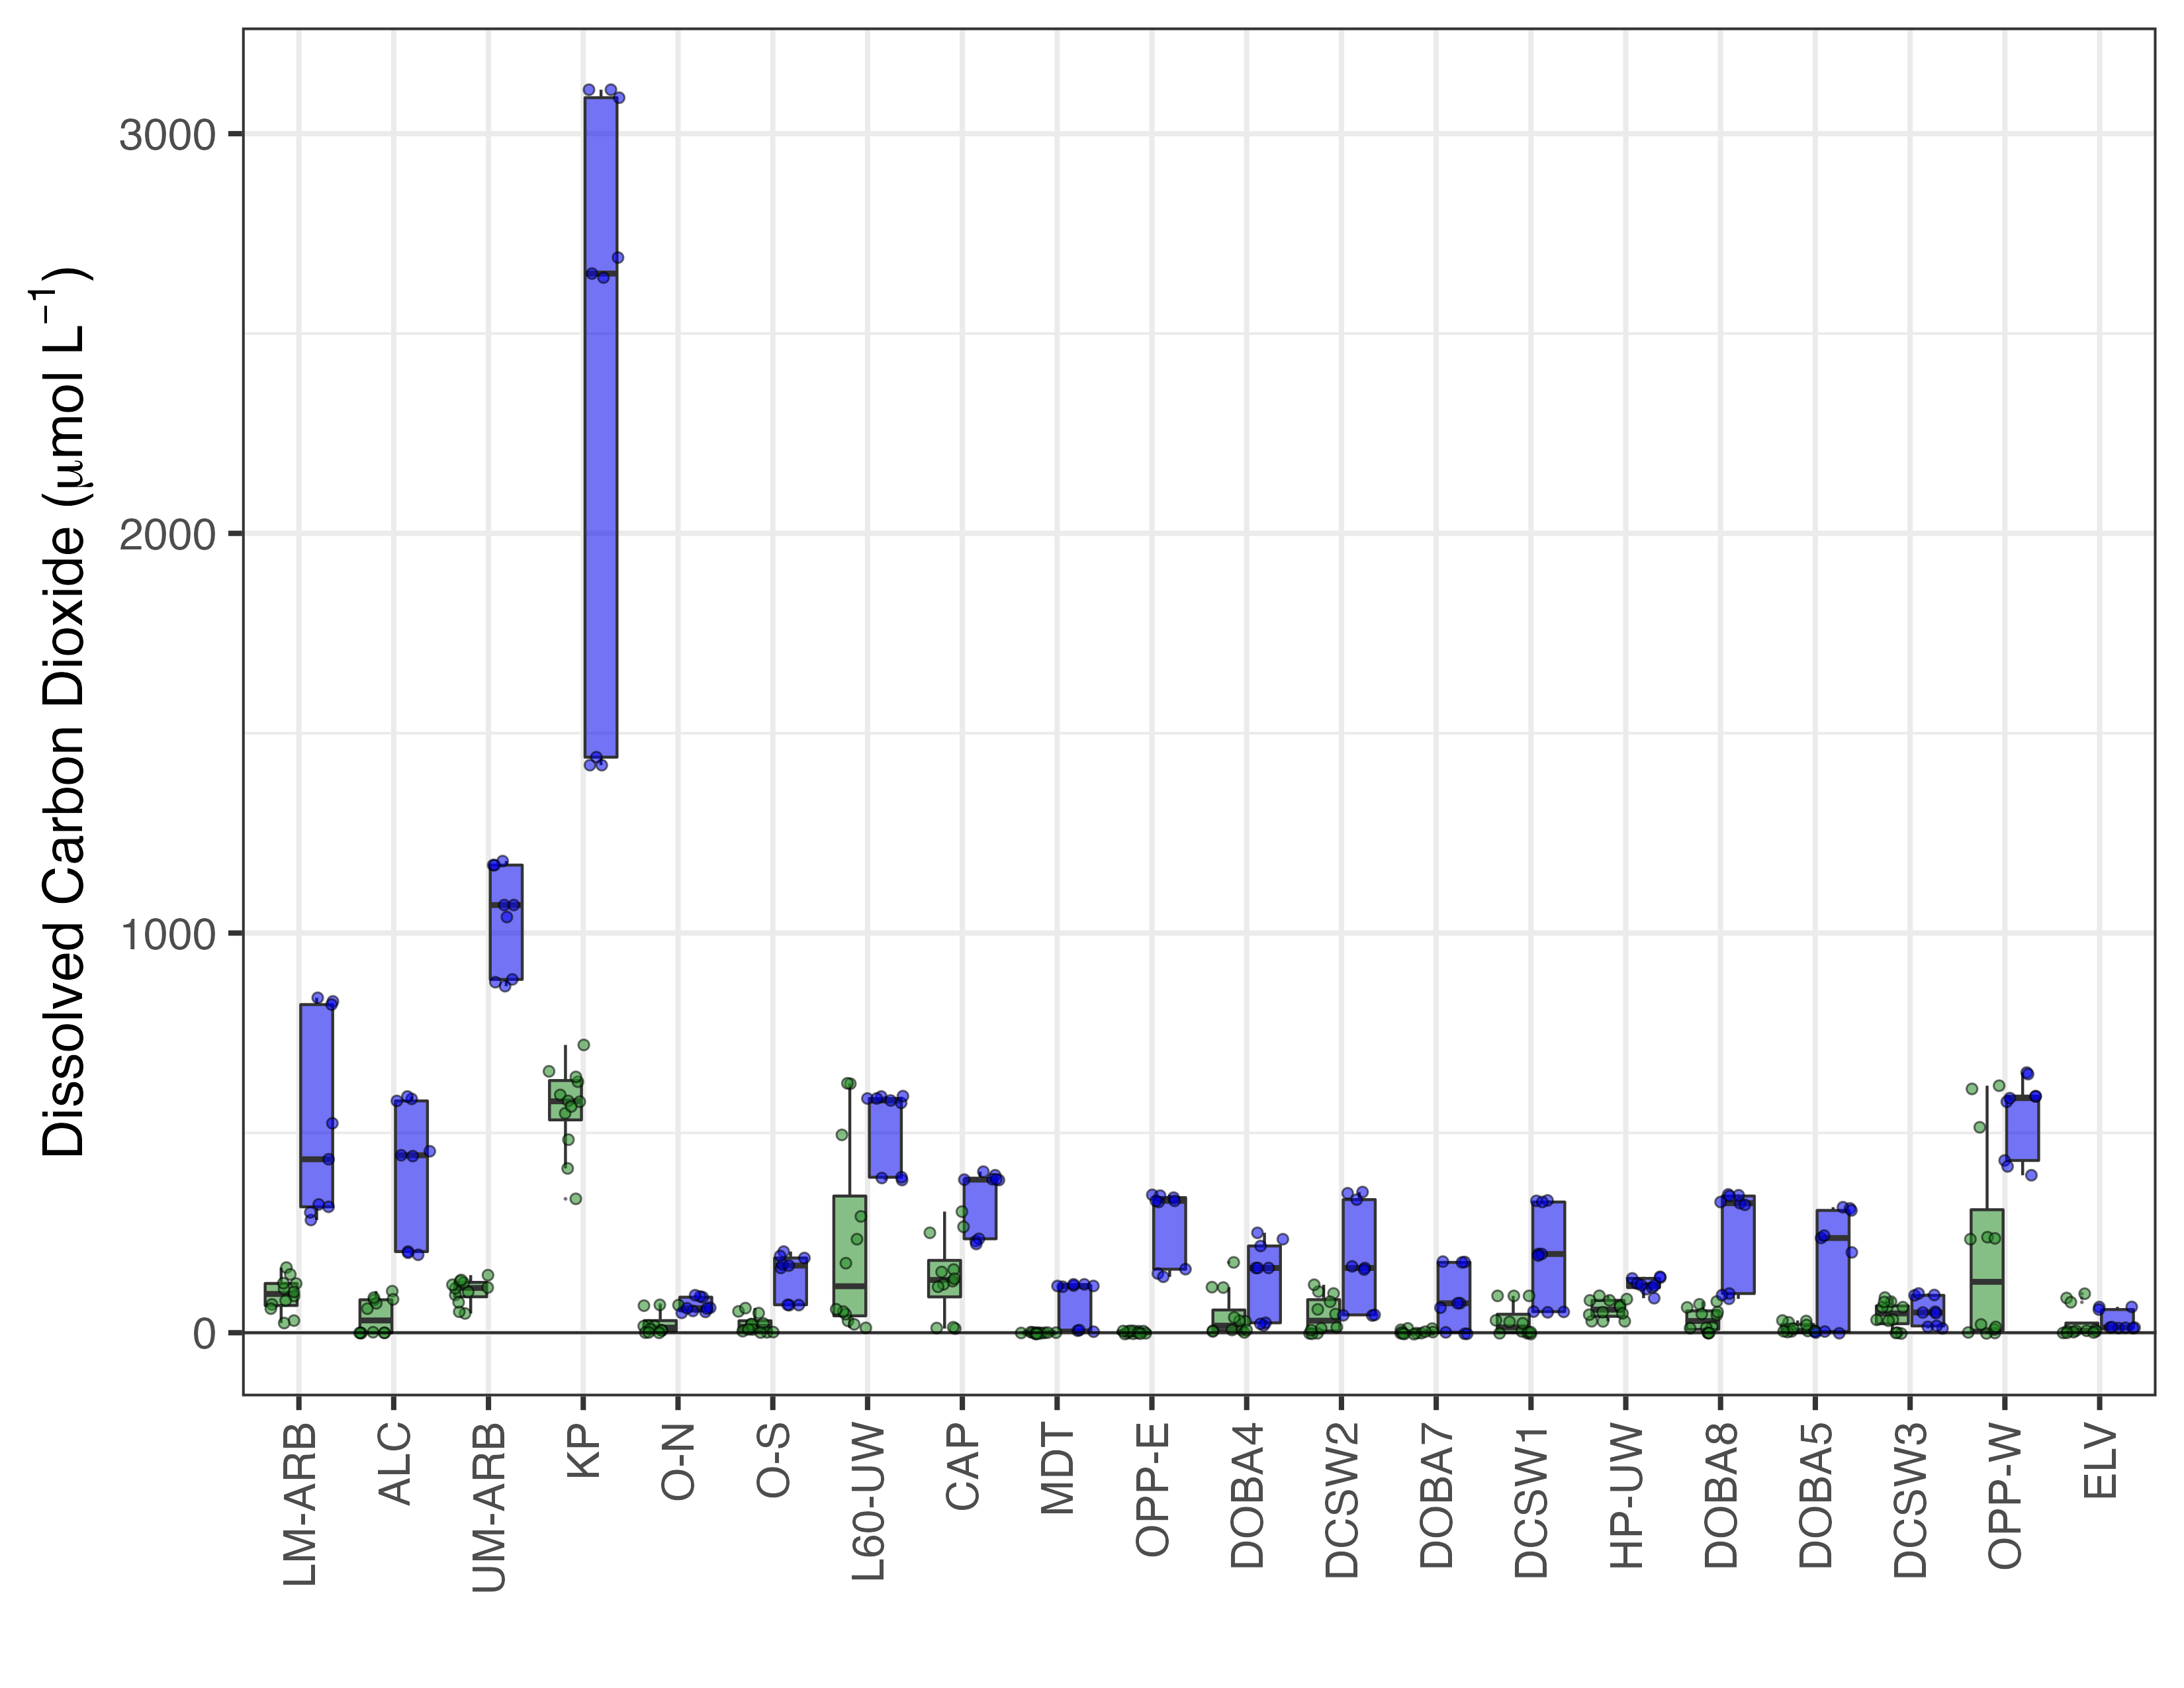 Dissolved Carbon Dioxide (μmol L⁻¹)
3000
2000
1000
0
LM-ARB
ALC
UM-ARB
KP
O-N
O-S
L60-UW
CAP
MDT
OPP-E
DOBA4
DCSW2
DOBA7
DCSW1
HP-UW
DOBA8
DOBA5
DCSW3
OPP-W
ELV